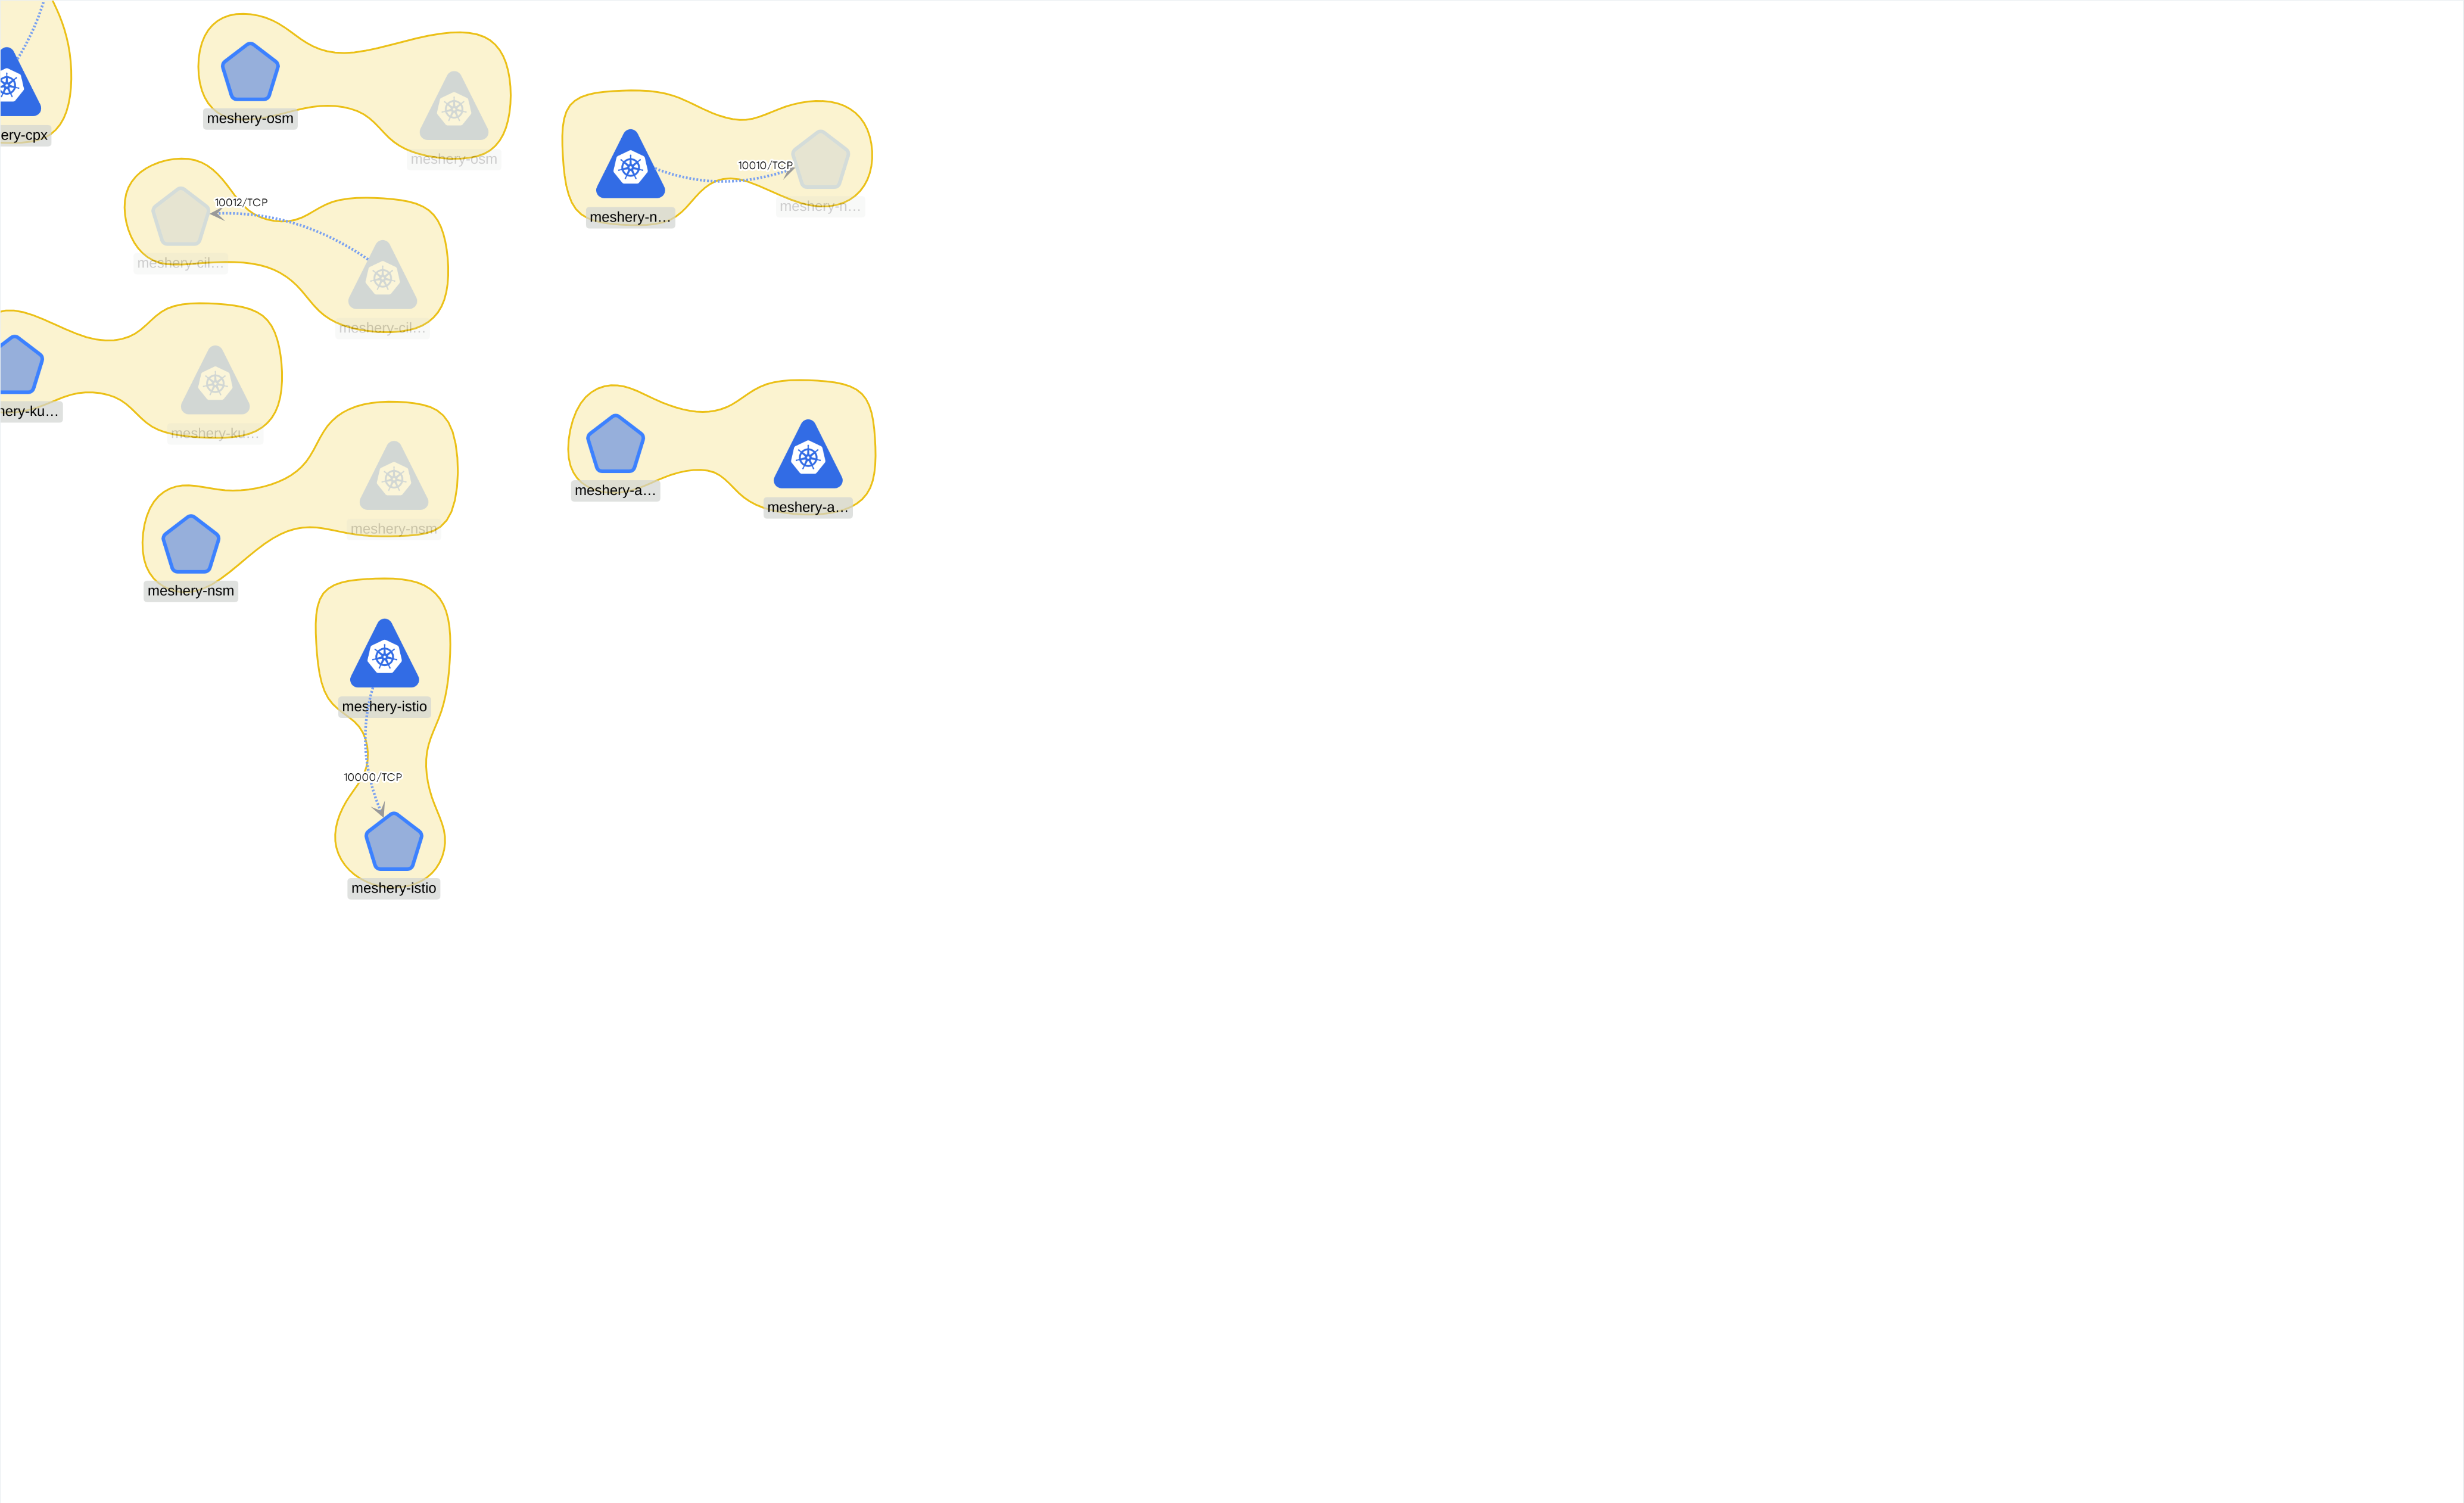 ery-cpx
meshery-osm
meshery-osm
10010/TCP
meshery-n...
meshery-n...
10012/TCP
meshery-cil...
meshery-cil...
hery-ku...
meshery-ku...
meshery-a...
meshery-a...
meshery-nsm
meshery-nsm
meshery-istio
10000/TCP
meshery-istio